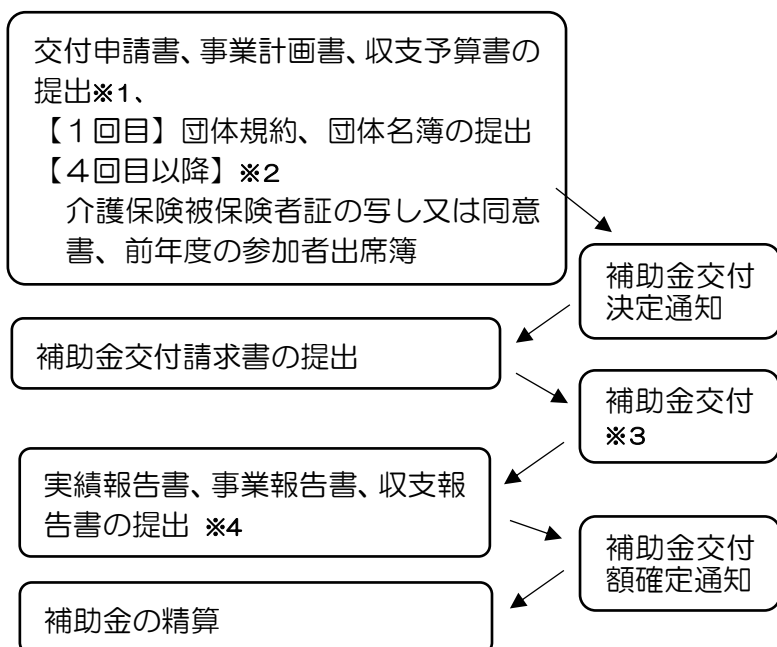 交付申請書、事業計画書、収支予算書の
提出※1、
【１回目】団体規約、団体名簿の提出
【４回目以降】※2
介護保険被保険者証の写し又は同意
書、前年度の参加者出席簿
補助金交付
決定通知
補助金交付請求書の提出
補助金交付
※3
実績報告書、事業報告書、収支報
告書の提出 ※4
補助金交付
額確定通知
補助金の精算